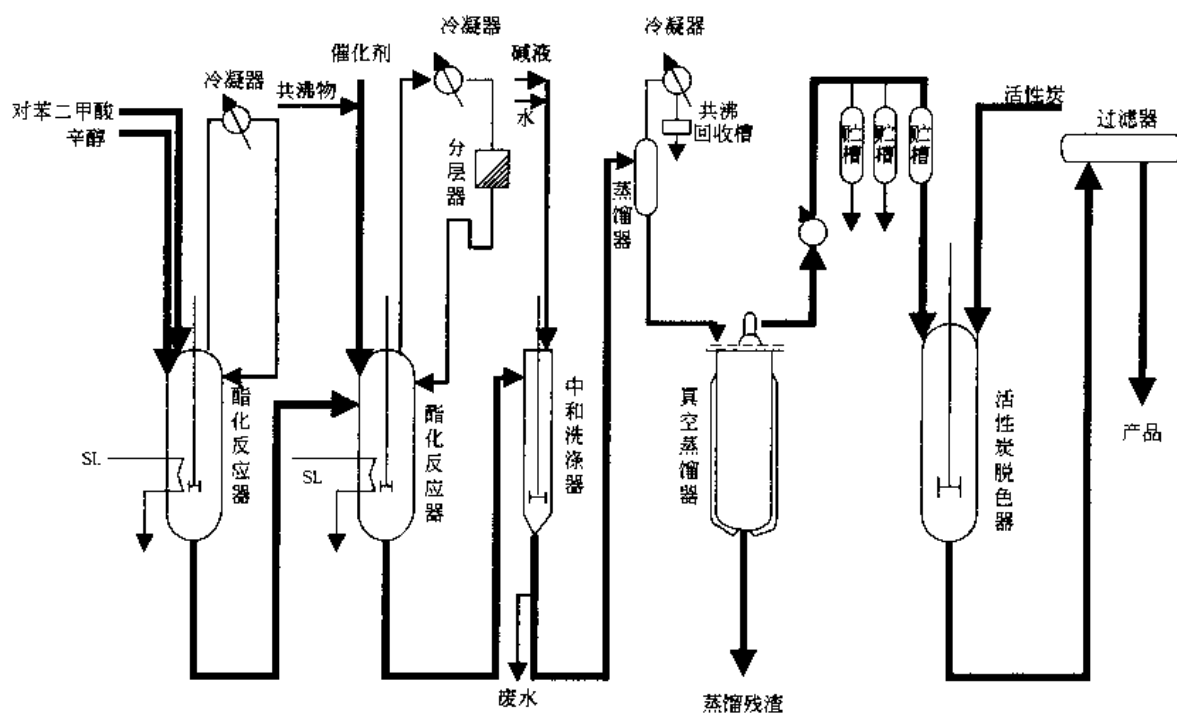 冷凝器
冷凝器
催化剂
碱液
冷凝器
共沸物
水
活性炭
对苯二甲酸
辛醇
共沸
回收槽
过滤器
贮槽
贮槽
贮槽
分层器
蒸馏器
酯化反应器
酯化反应器
中和洗涤器
真空蒸馏器
活性炭脱色器
产品
SL
SL
废水
蒸馏残渣